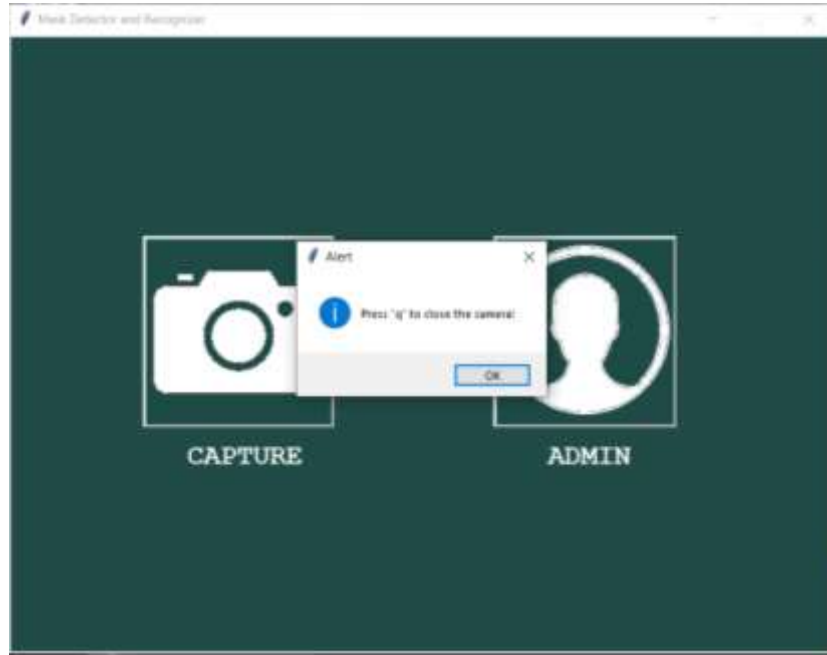 Mask Detector and Recognizer
Alert
Press 'q' to close the camera!
OK
CAPTURE
ADMIN